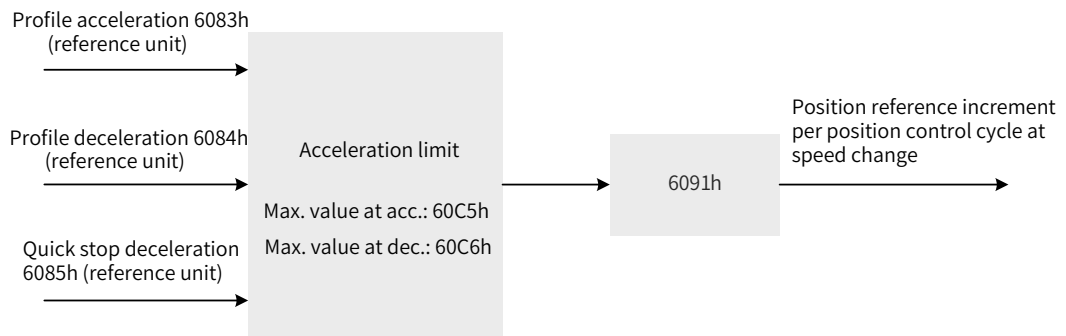 Profile acceleration 6083h
(reference unit)
Profile deceleration 6084h
(reference unit)
Quick stop deceleration
6085h (reference unit)
Acceleration limit
Max. value at acc.: 60C5h
Max. value at dec.: 60C6h
6091h
Position reference increment
per position control cycle at
speed change